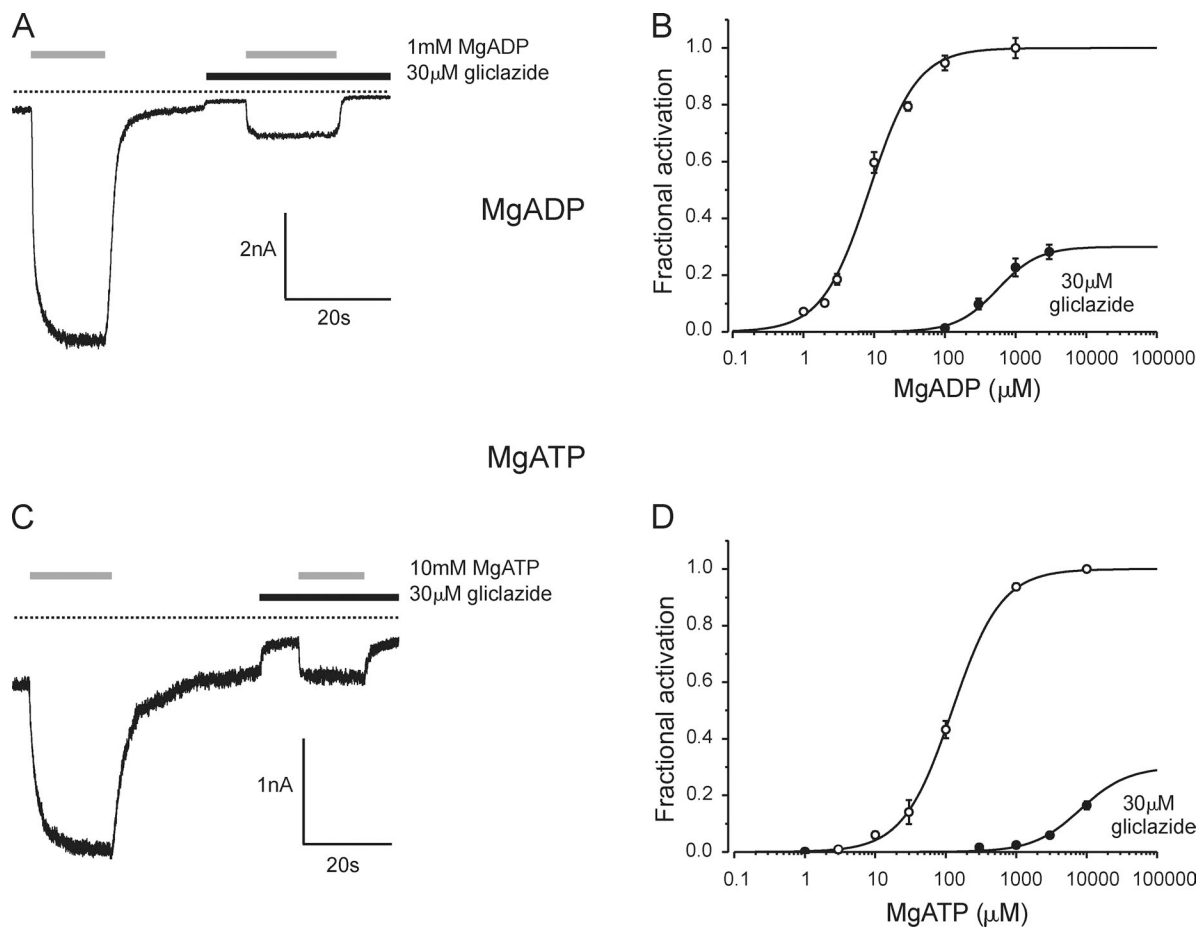 A
1mM MgADP
30μM gliclazide
2nA
20s
MgADP
B
Fractional activation
1.0
0.8
0.6
0.4
0.2
0.0
30μM
gliclazide
0.1 1 10 100 1000 10000 100000
MgADP (μM)
MgATP
C
10mM MgATP
30μM gliclazide
1nA
20s
D
Fractional activation
1.0
0.8
0.6
0.4
0.2
0.0
30μM
gliclazide
0.1 1 10 100 1000 10000 100000
MgATP (μM)